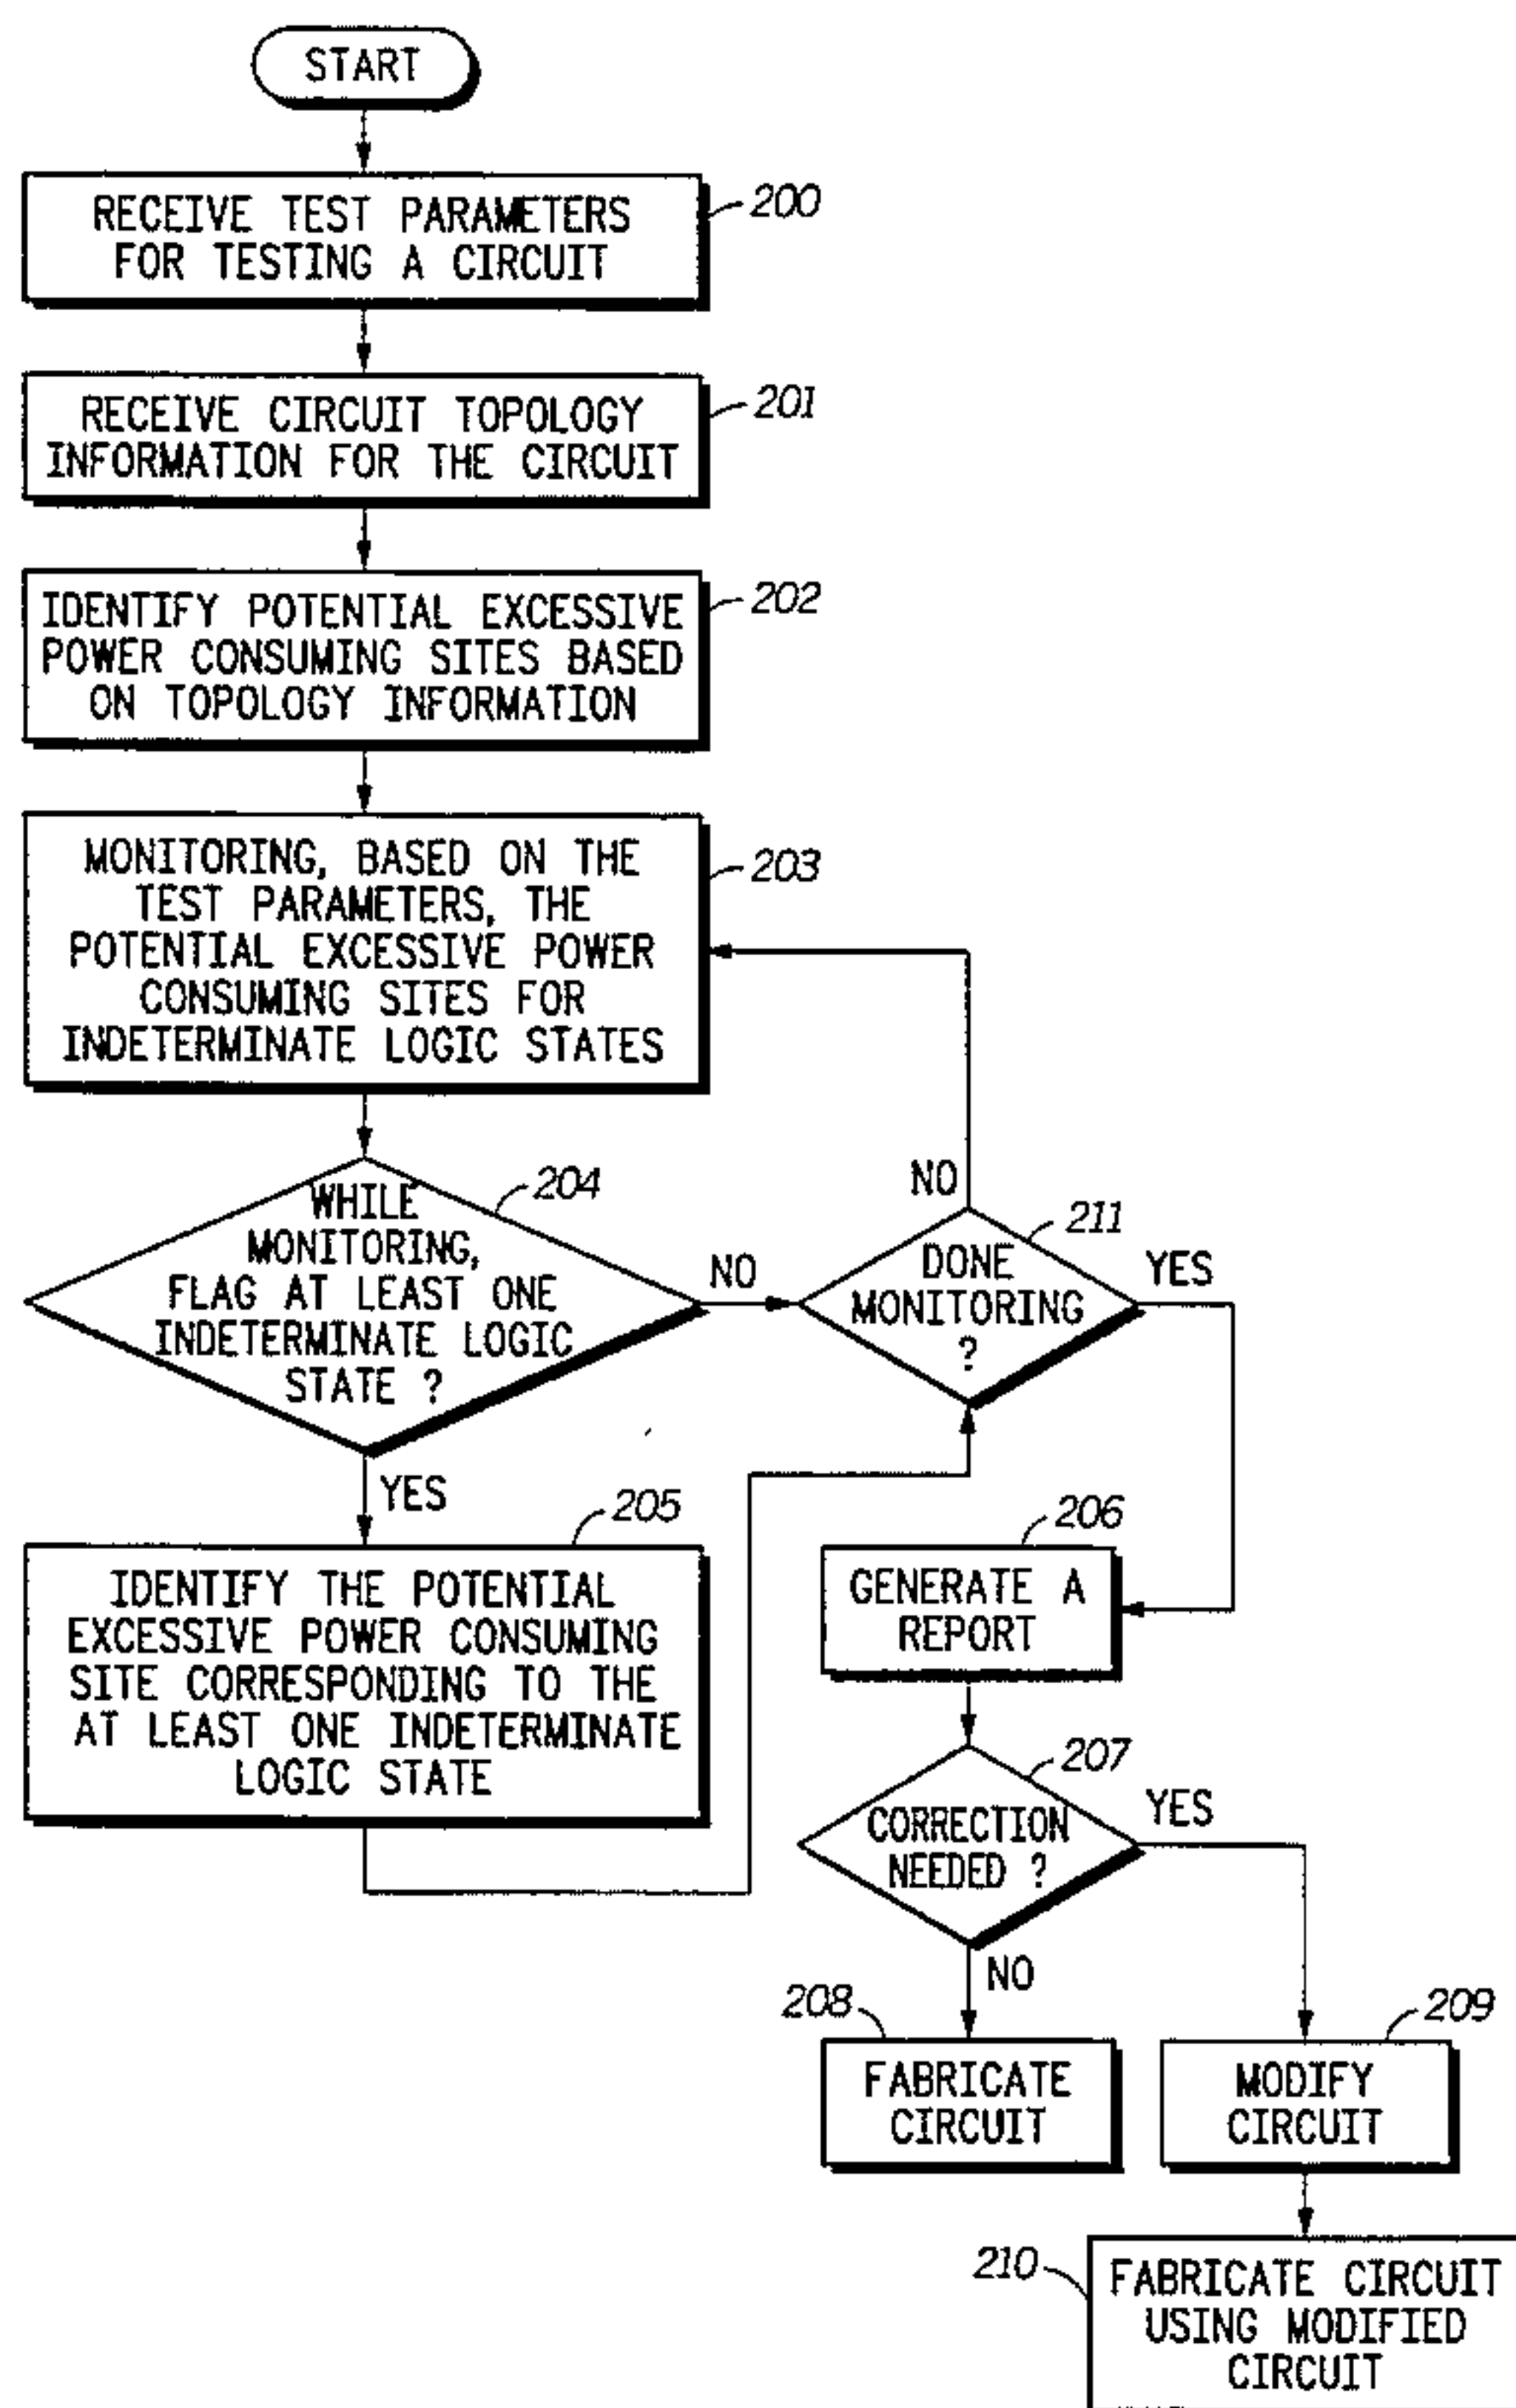 START
RECEIVE TEST PARAMETERS
FOR TESTING A CIRCUIT
200
RECEIVE CIRCUIT TOPOLOGY
INFORMATION FOR THE CIRCUIT
201
IDENTIFY POTENTIAL EXCESSIVE
POWER CONSUMING SITES BASED
ON TOPOLOGY INFORMATION
202
MONITORING, BASED ON THE
TEST PARAMETERS, THE
POTENTIAL EXCESSIVE POWER
CONSUMING SITES FOR
INDETERMINATE LOGIC STATES
203
WHILE
MONITORING,
FLAG AT LEAST ONE
INDETERMINATE LOGIC
STATE ?
204
NO
YES
DONE
MONITORING
?
211
NO
YES
IDENTIFY THE POTENTIAL
EXCESSIVE POWER CONSUMING
SITE CORRESPONDING TO THE
AT LEAST ONE INDETERMINATE
LOGIC STATE
205
GENERATE A
REPORT
206
CORRECTION
NEEDED ?
207
YES
NO
208
FABRICATE
CIRCUIT
209
MODIFY
CIRCUIT
210
FABRICATE CIRCUIT
USING MODIFIED
CIRCUIT